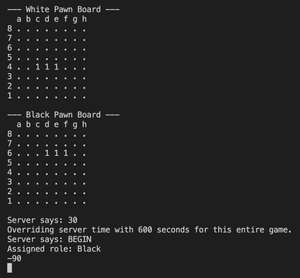 ––– White Pawn Board –––
  a b c d e f g h
8 . . . . . . . .
7 . . . . . . . .
6 . . . . . . . .
5 . . . . . . . .
4 . . 1 1 1 . . .
3 . . . . . . . .
2 . . . . . . . .
1 . . . . . . . .
––– Black Pawn Board –––
  a b c d e f g h
8 . . . . . . . .
7 . . . . . . . .
6 . . . 1 1 1 . .
5 . . . . . . . .
4 . . . . . . . .
3 . . . . . . . .
2 . . . . . . . .
1 . . . . . . . .
Server says: 30
Overriding server time with 600 seconds for this entire game.
Server says: BEGIN
Assigned role: Black
-90